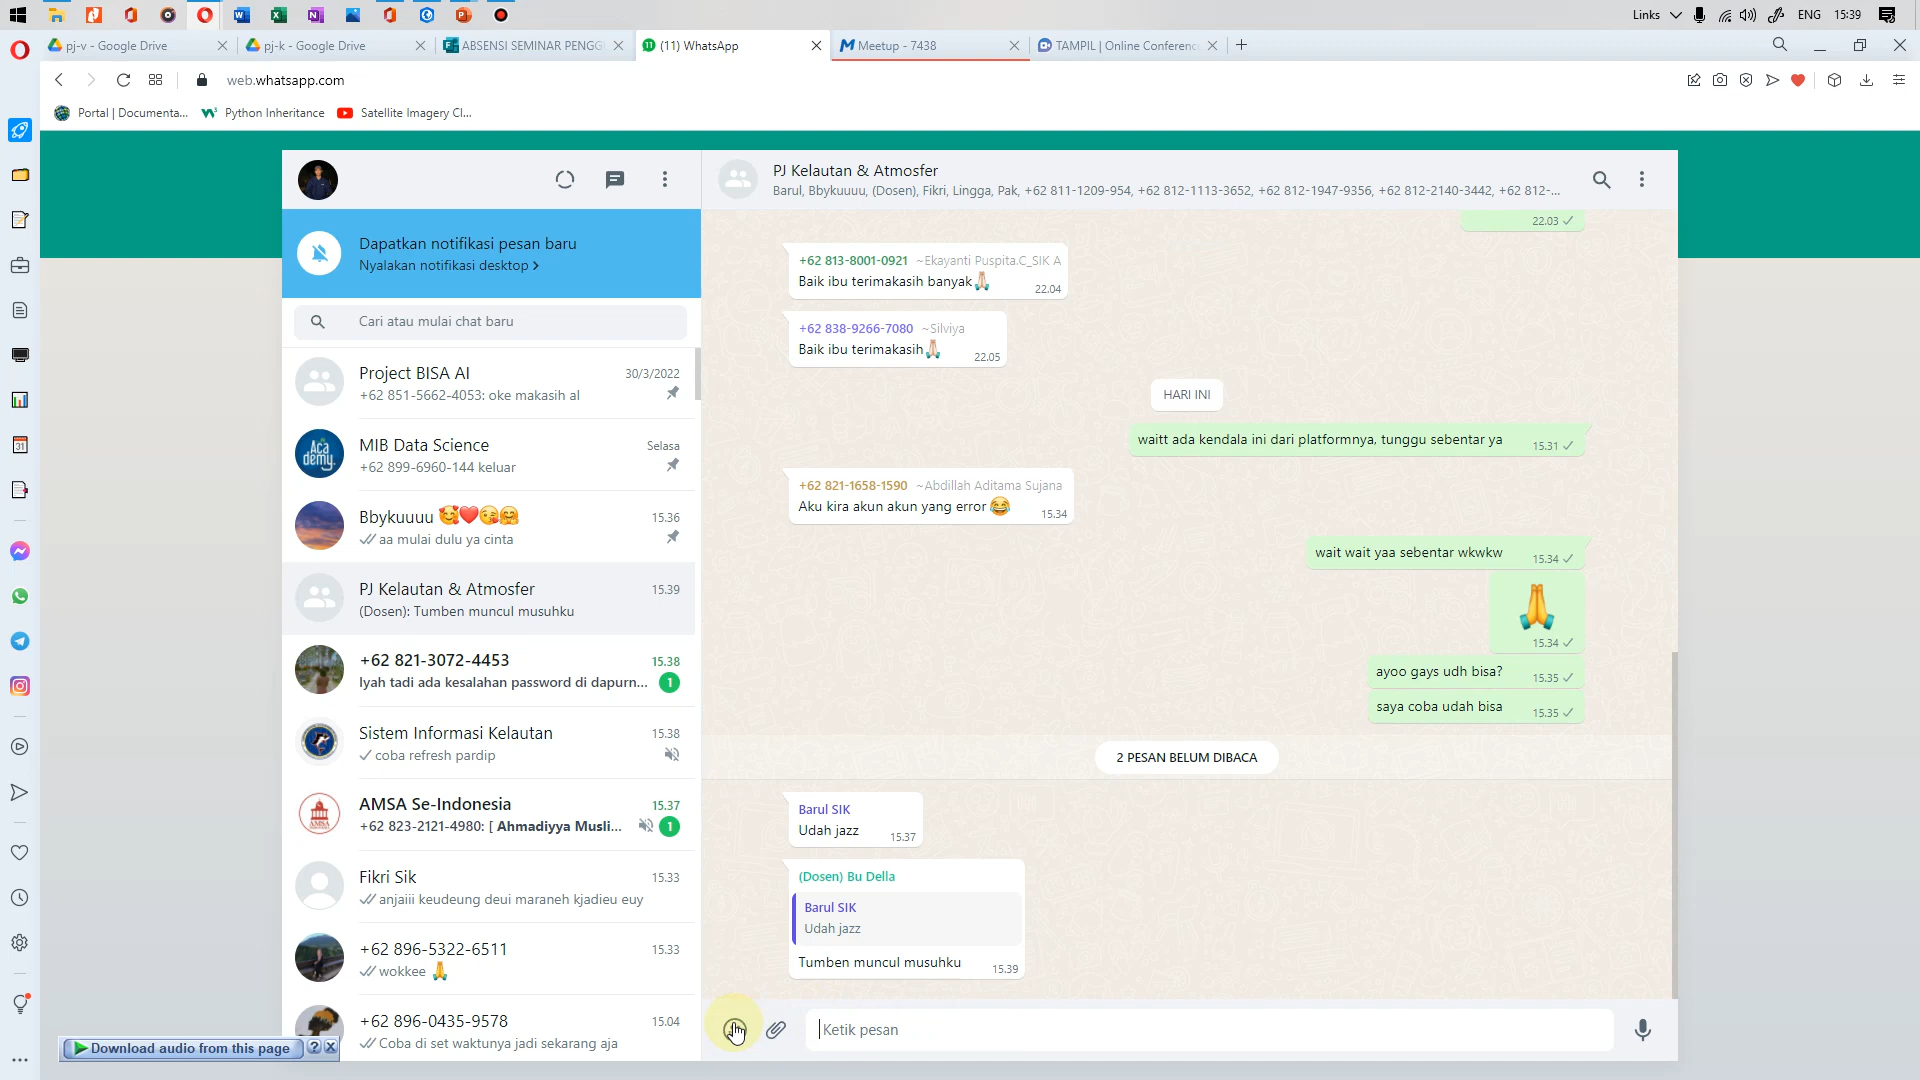 Links
ENG
15:39
pj-v - Google Drive
pj-k - Google Drive
ABSENSI SEMINAR PENGG
(11) WhatsApp
Meetup - 7438
TAMPIL | Online Conferenc
web.whatsapp.com
Portal | Documenta...
Python Inheritance
Satellite Imagery Cl...
Dapatkan notifikasi pesan baru
Nyalakan notifikasi desktop >
Cari atau mulai chat baru
Project BISA AI
30/3/2022
+62 851-5662-4053: oke makasih al
MIB Data Science
Selasa
+62 899-6960-144 keluar
Bbykuuuu 🥰❤️😘🤗
15.36
aa mulai dulu ya cinta
PJ Kelautan & Atmosfer
15.39
(Dosen): Tumben muncul musuhku
+62 821-3072-4453
15.38
Iyah tadi ada kesalahan password di dapurn...
1
Sistem Informasi Kelautan
15.38
coba refresh pardip
AMSA Se-Indonesia
15.37
+62 823-2121-4980: [ Ahmadiyya Musli...
1
Fikri Sik
15.33
anjaiii keudeung deui maraneh kjadieu euy
+62 896-5322-6511
15.33
wokkee 🙏
+62 896-0435-9578
15.04
Coba di set waktunya jadi sekarang aja
Download audio from this page
PJ Kelautan & Atmosfer
Barul, Bbykuuuu, (Dosen), Fikri, Lingga, Pak, +62 811-1209-954, +62 812-1113-3652, +62 812-1947-9356, +62 812-2140-3442, +62 812-...
22.03
+62 813-8001-0921 ~Ekayanti Puspita.C_SIK A
Baik ibu terimakasih banyak🙏🏻
22.04
+62 838-9266-7080 ~Silviya
Baik ibu terimakasih🙏🏻
22.05
HARI INI
waitt ada kendala ini dari platformnya, tunggu sebentar ya
15.31
+62 821-1658-1590 ~Abdillah Aditama Sujana
Aku kira akun akun yang error 😂
15.34
wait wait yaa sebentar wkwkw
15.34
🙏
15.34
ayoo gays udh bisa?
15.35
saya coba udah bisa
15.35
2 PESAN BELUM DIBACA
Barul SIK
Udah jazz
15.37
(Dosen) Bu Della
Barul SIK
Udah jazz
Tumben muncul musuhku
15.39
Ketik pesan